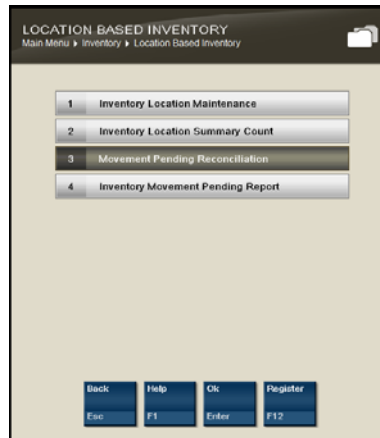 LOCATION BASED INVENTORY
Main Menu ▸ Inventory ▸ Location Based Inventory
1 Inventory Location Maintenance
2 Inventory Location Summary Count
3 Movement Pending Reconciliation
4 Inventory Movement Pending Report
Back Help Ok Register
Esc F1 Enter F12